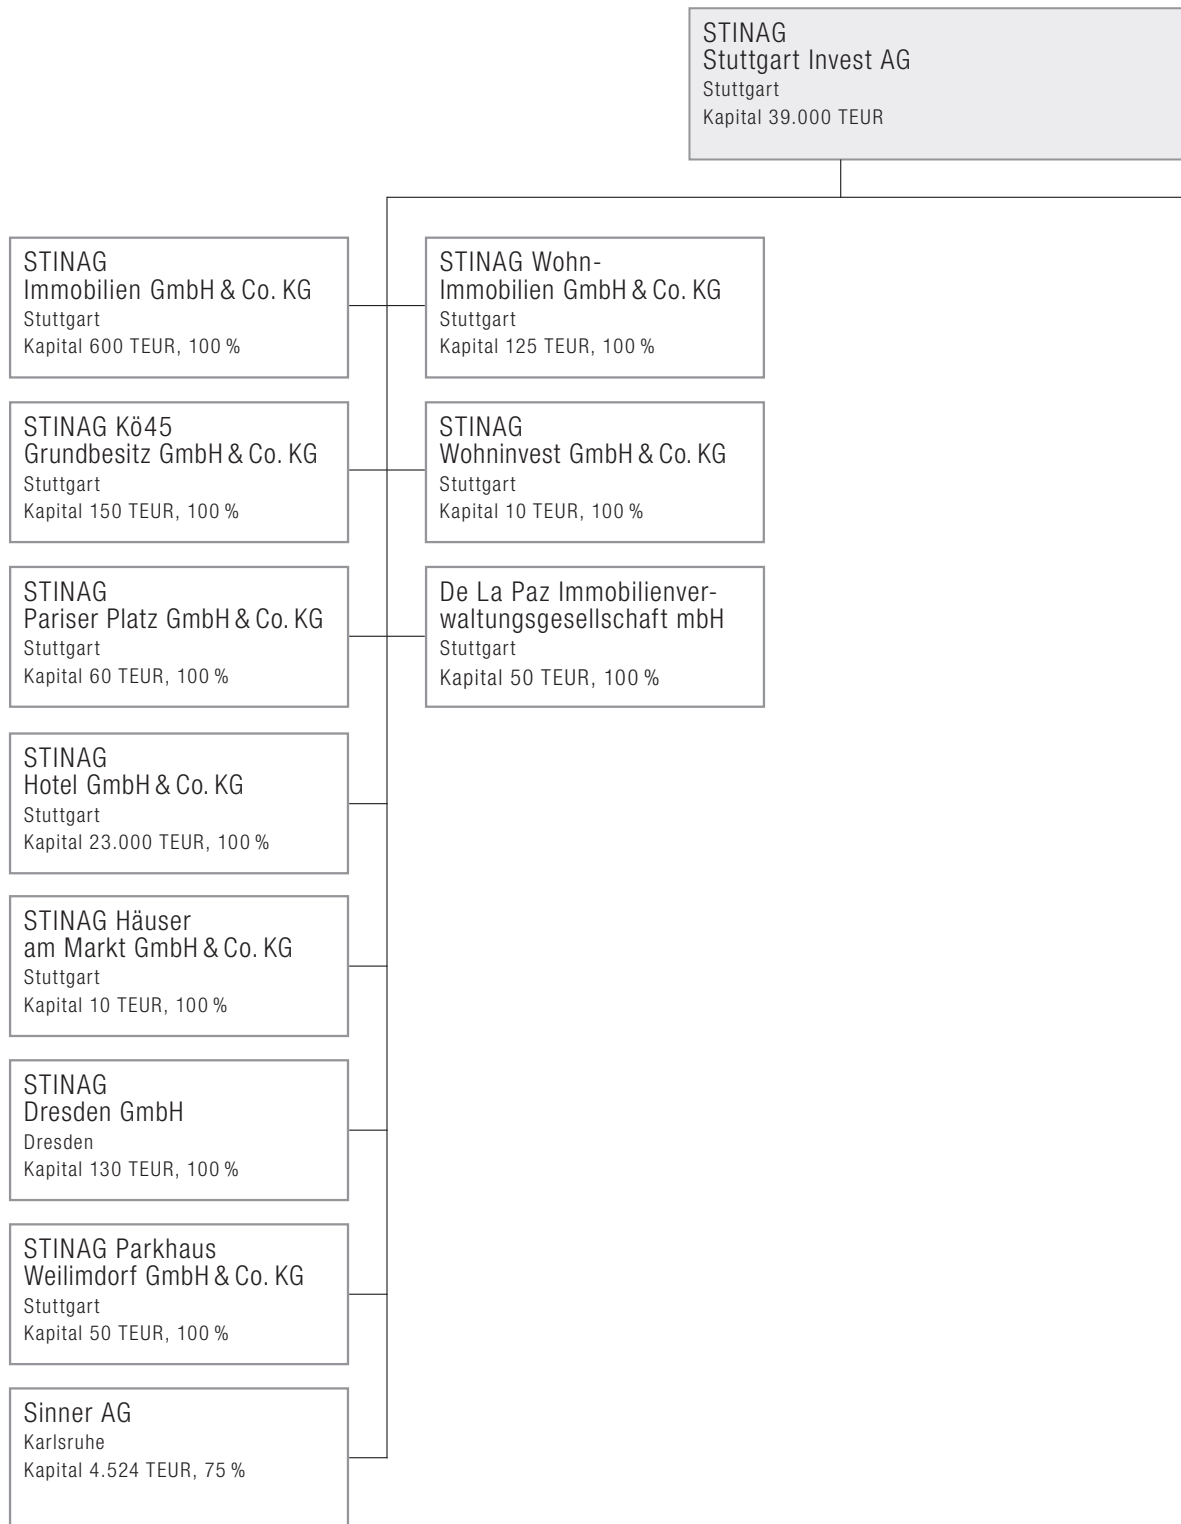 STINAG
Stuttgart Invest AG
Stuttgart
Kapital 39.000 TEUR
STINAG
Immobilien GmbH & Co. KG
Stuttgart
Kapital 600 TEUR, 100 %
STINAG Wohn-
Immobilien GmbH & Co. KG
Stuttgart
Kapital 125 TEUR, 100 %
STINAG Kö45
Grundbesitz GmbH & Co. KG
Stuttgart
Kapital 150 TEUR, 100 %
STINAG
Wohninvest GmbH & Co. KG
Stuttgart
Kapital 10 TEUR, 100 %
STINAG
Pariser Platz GmbH & Co. KG
Stuttgart
Kapital 60 TEUR, 100 %
De La Paz Immobilienver-
waltungsgesellschaft mbH
Stuttgart
Kapital 50 TEUR, 100 %
STINAG
Hotel GmbH & Co. KG
Stuttgart
Kapital 23.000 TEUR, 100 %
STINAG Häuser
am Markt GmbH & Co. KG
Stuttgart
Kapital 10 TEUR, 100 %
STINAG
Dresden GmbH
Dresden
Kapital 130 TEUR, 100 %
STINAG Parkhaus
Weilimdorf GmbH & Co. KG
Stuttgart
Kapital 50 TEUR, 100 %
Sinner AG
Karlsruhe
Kapital 4.524 TEUR, 75 %